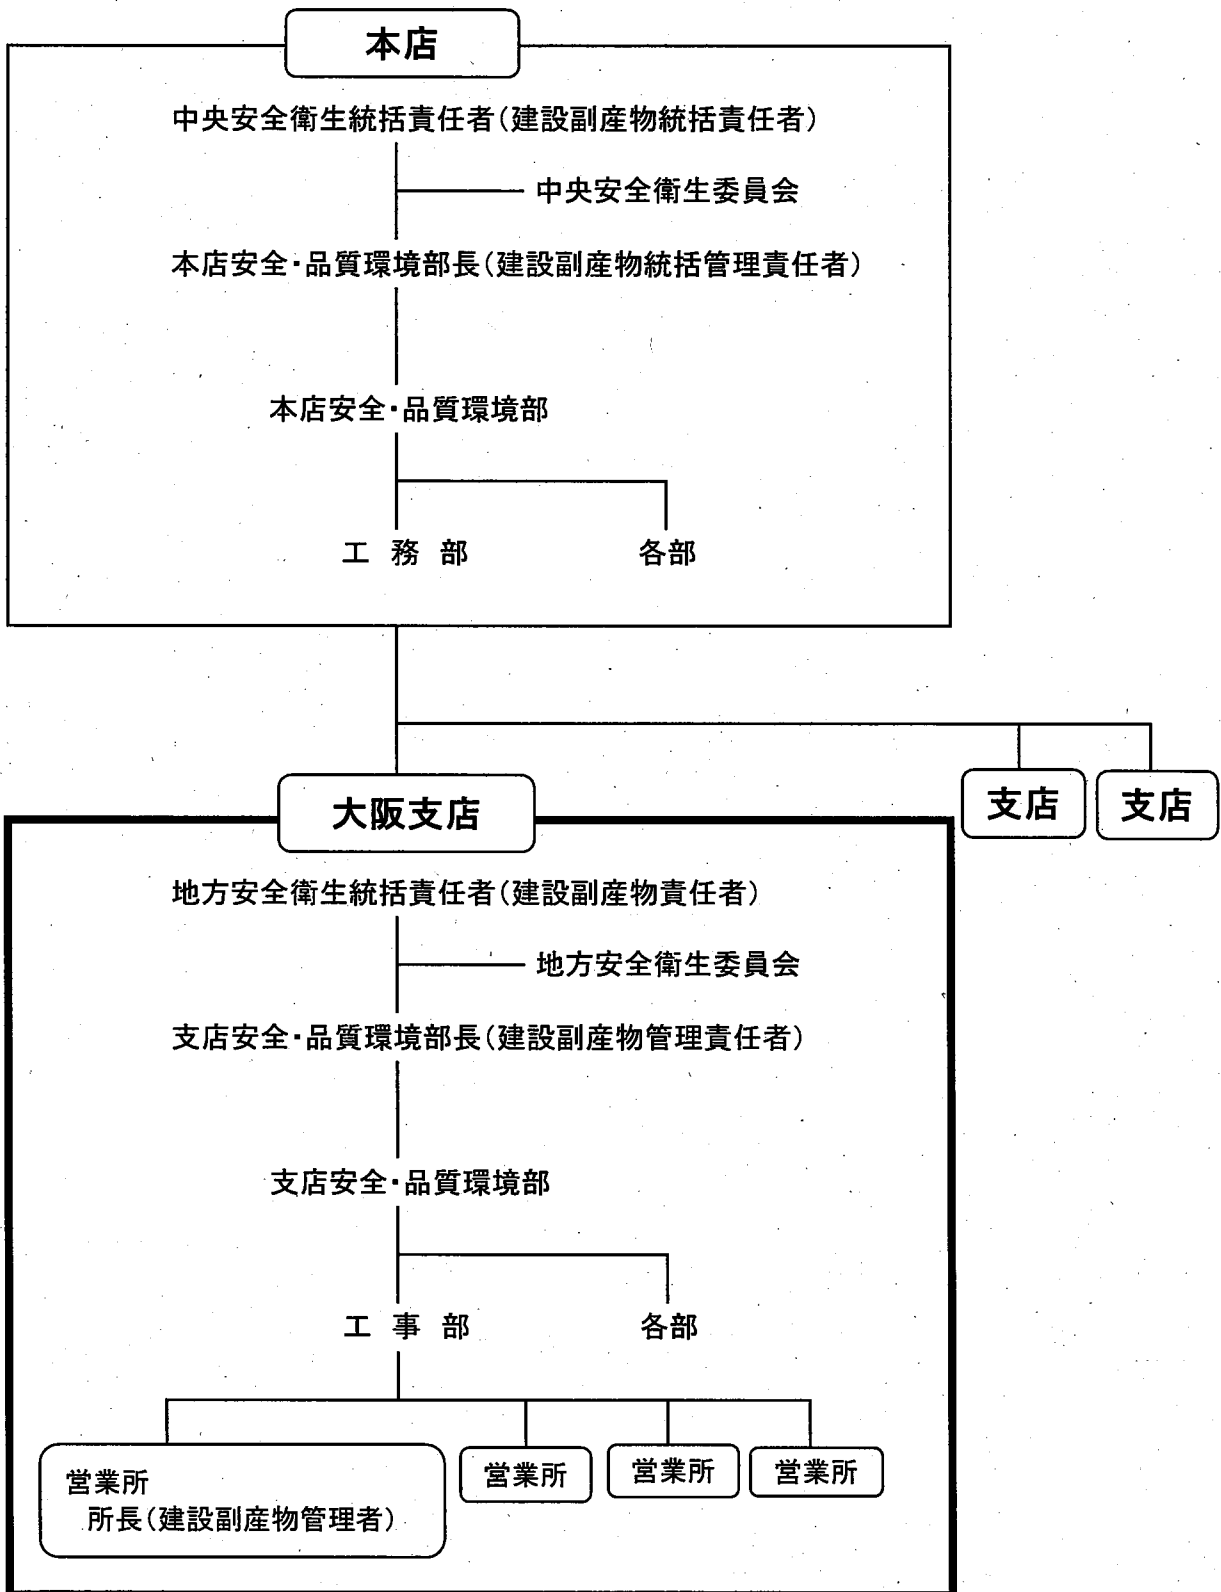 本店
中央安全衛生統括責任者(建設副産物統括責任者)
中央安全衛生委員会
本店安全・品質環境部長(建設副産物統括管理責任者)
本店安全・品質環境部
工 務 部
各部
支店
支店
大阪支店
地方安全衛生統括責任者(建設副産物責任者)
地方安全衛生委員会
支店安全・品質環境部長(建設副産物管理責任者)
支店安全・品質環境部
工 事 部
各部
営業所
所長(建設副産物管理者)
営業所
営業所
営業所